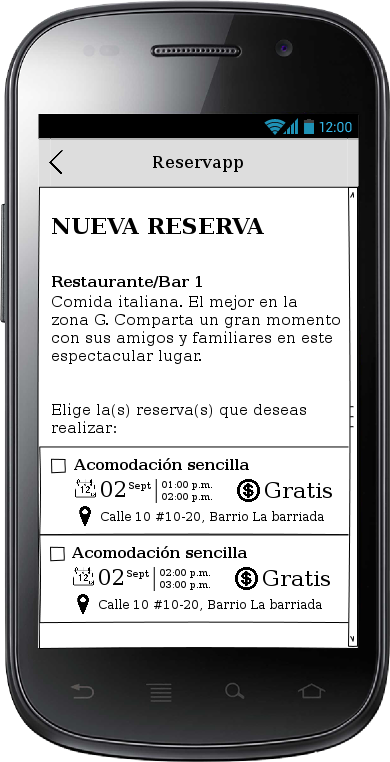 12:00
Reservapp
NUEVA RESERVA
Restaurante/Bar 1
Comida italiana. El mejor en la
zona G. Comparta un gran momento
con sus amigos y familiares en este
espectacular lugar.
Elige la(s) reserva(s) que deseas
realizar:
Acomodación sencilla
12 02 Sept 01:00 p.m. $ Gratis
02:00 p.m.
Calle 10 #10-20, Barrio La barriada
Acomodación sencilla
12 02 Sept 02:00 p.m. $ Gratis
03:00 p.m.
Calle 10 #10-20, Barrio La barriada